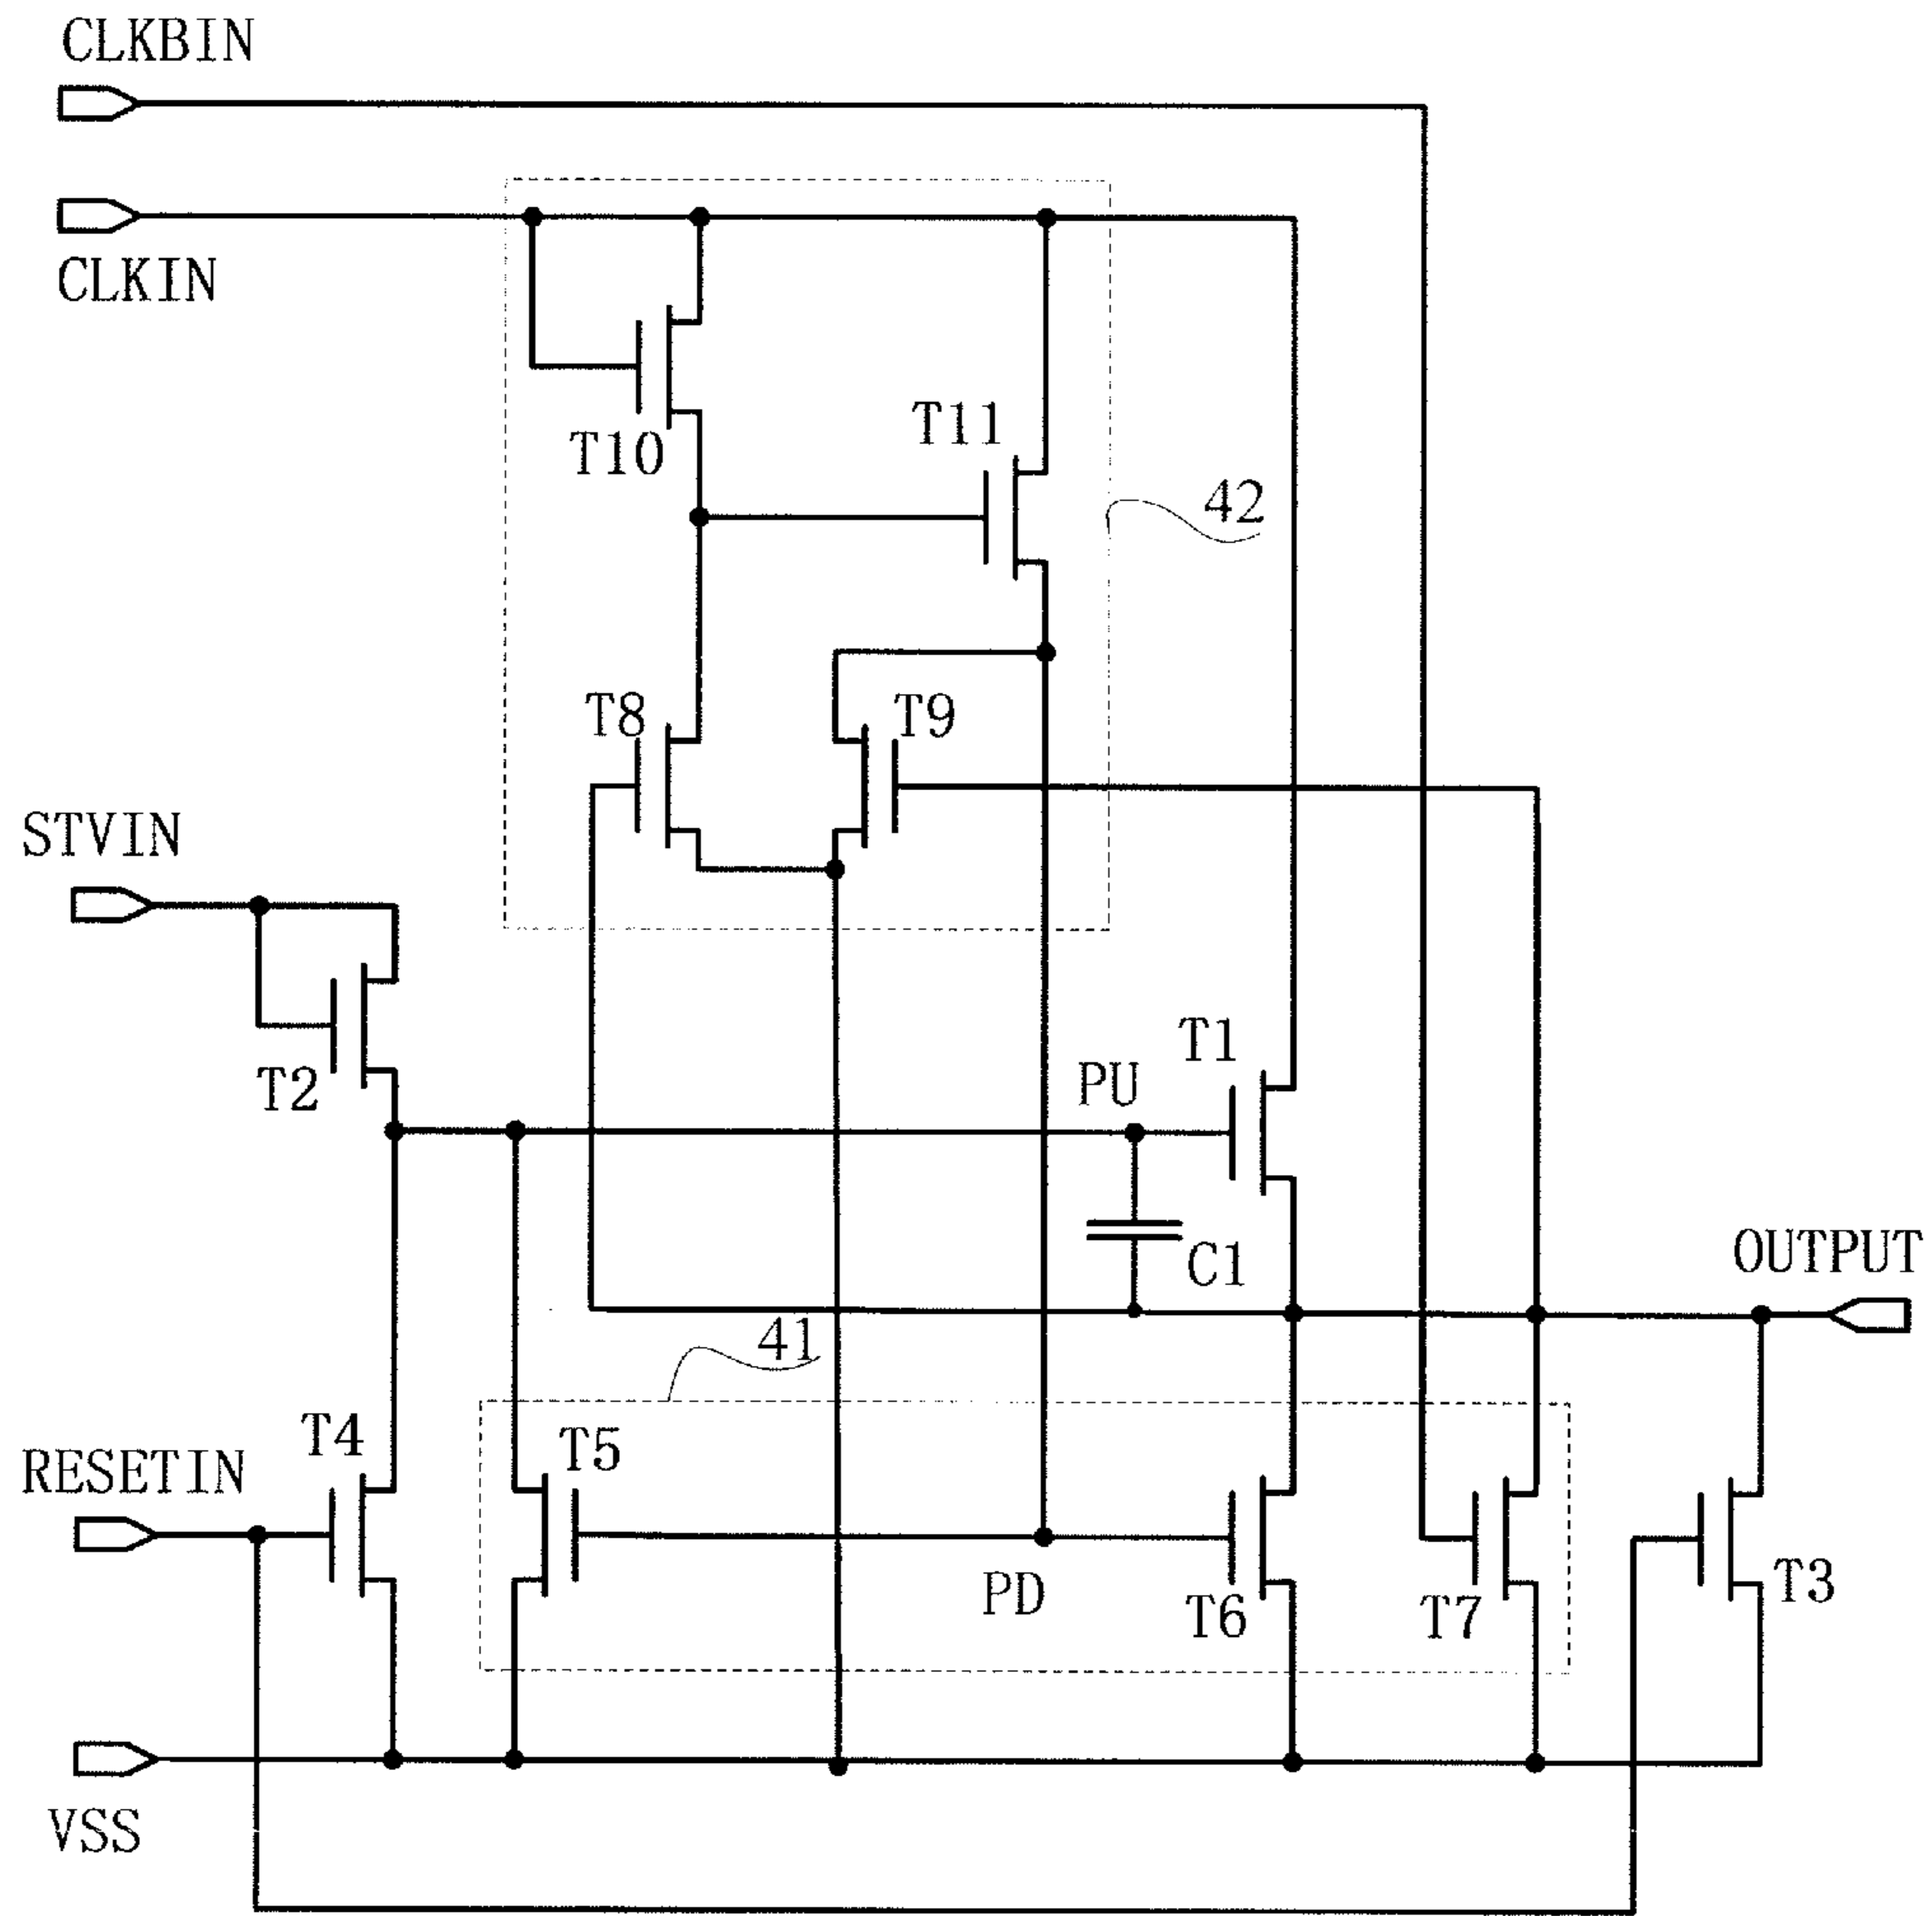 CLKBIN
CLKIN
T10
T11
42
T8
T9
STVIN
T2
T1
PU
C1
OUTPUT
41
T4
T5
RESETIN
PD
T6
T7
T3
VSS